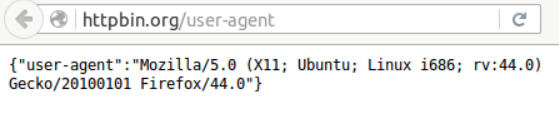 httpbin.org/user-agent
{"user-agent":"Mozilla/5.0 (X11; Ubuntu; Linux i686; rv:44.0)
Gecko/20100101 Firefox/44.0"}